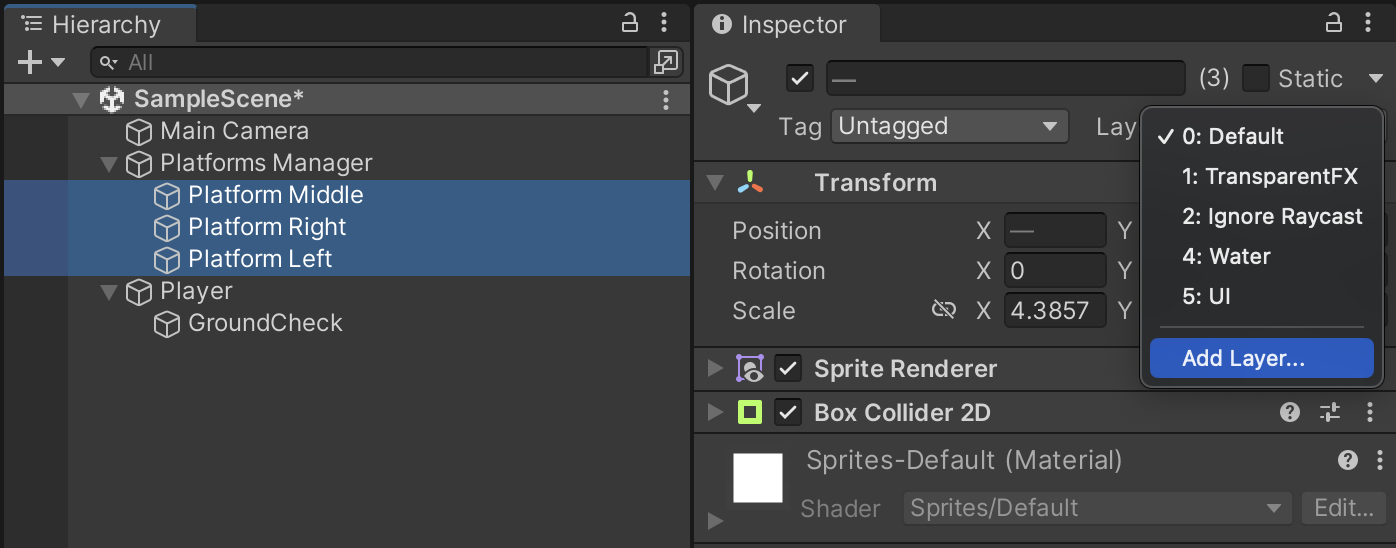 Hierarchy
All
SampleScene*
Main Camera
Platforms Manager
Platform Middle
Platform Right
Platform Left
Player
GroundCheck
Inspector
— (3) Static
Tag Untagged Lay
0: Default
1: TransparentFX
2: Ignore Raycast
4: Water
5: UI
Add Layer...
Transform
Position X — Y
Rotation X 0 Y
Scale X 4.3857 Y
Sprite Renderer
Box Collider 2D
Sprites-Default (Material)
Shader Sprites/Default Edit...